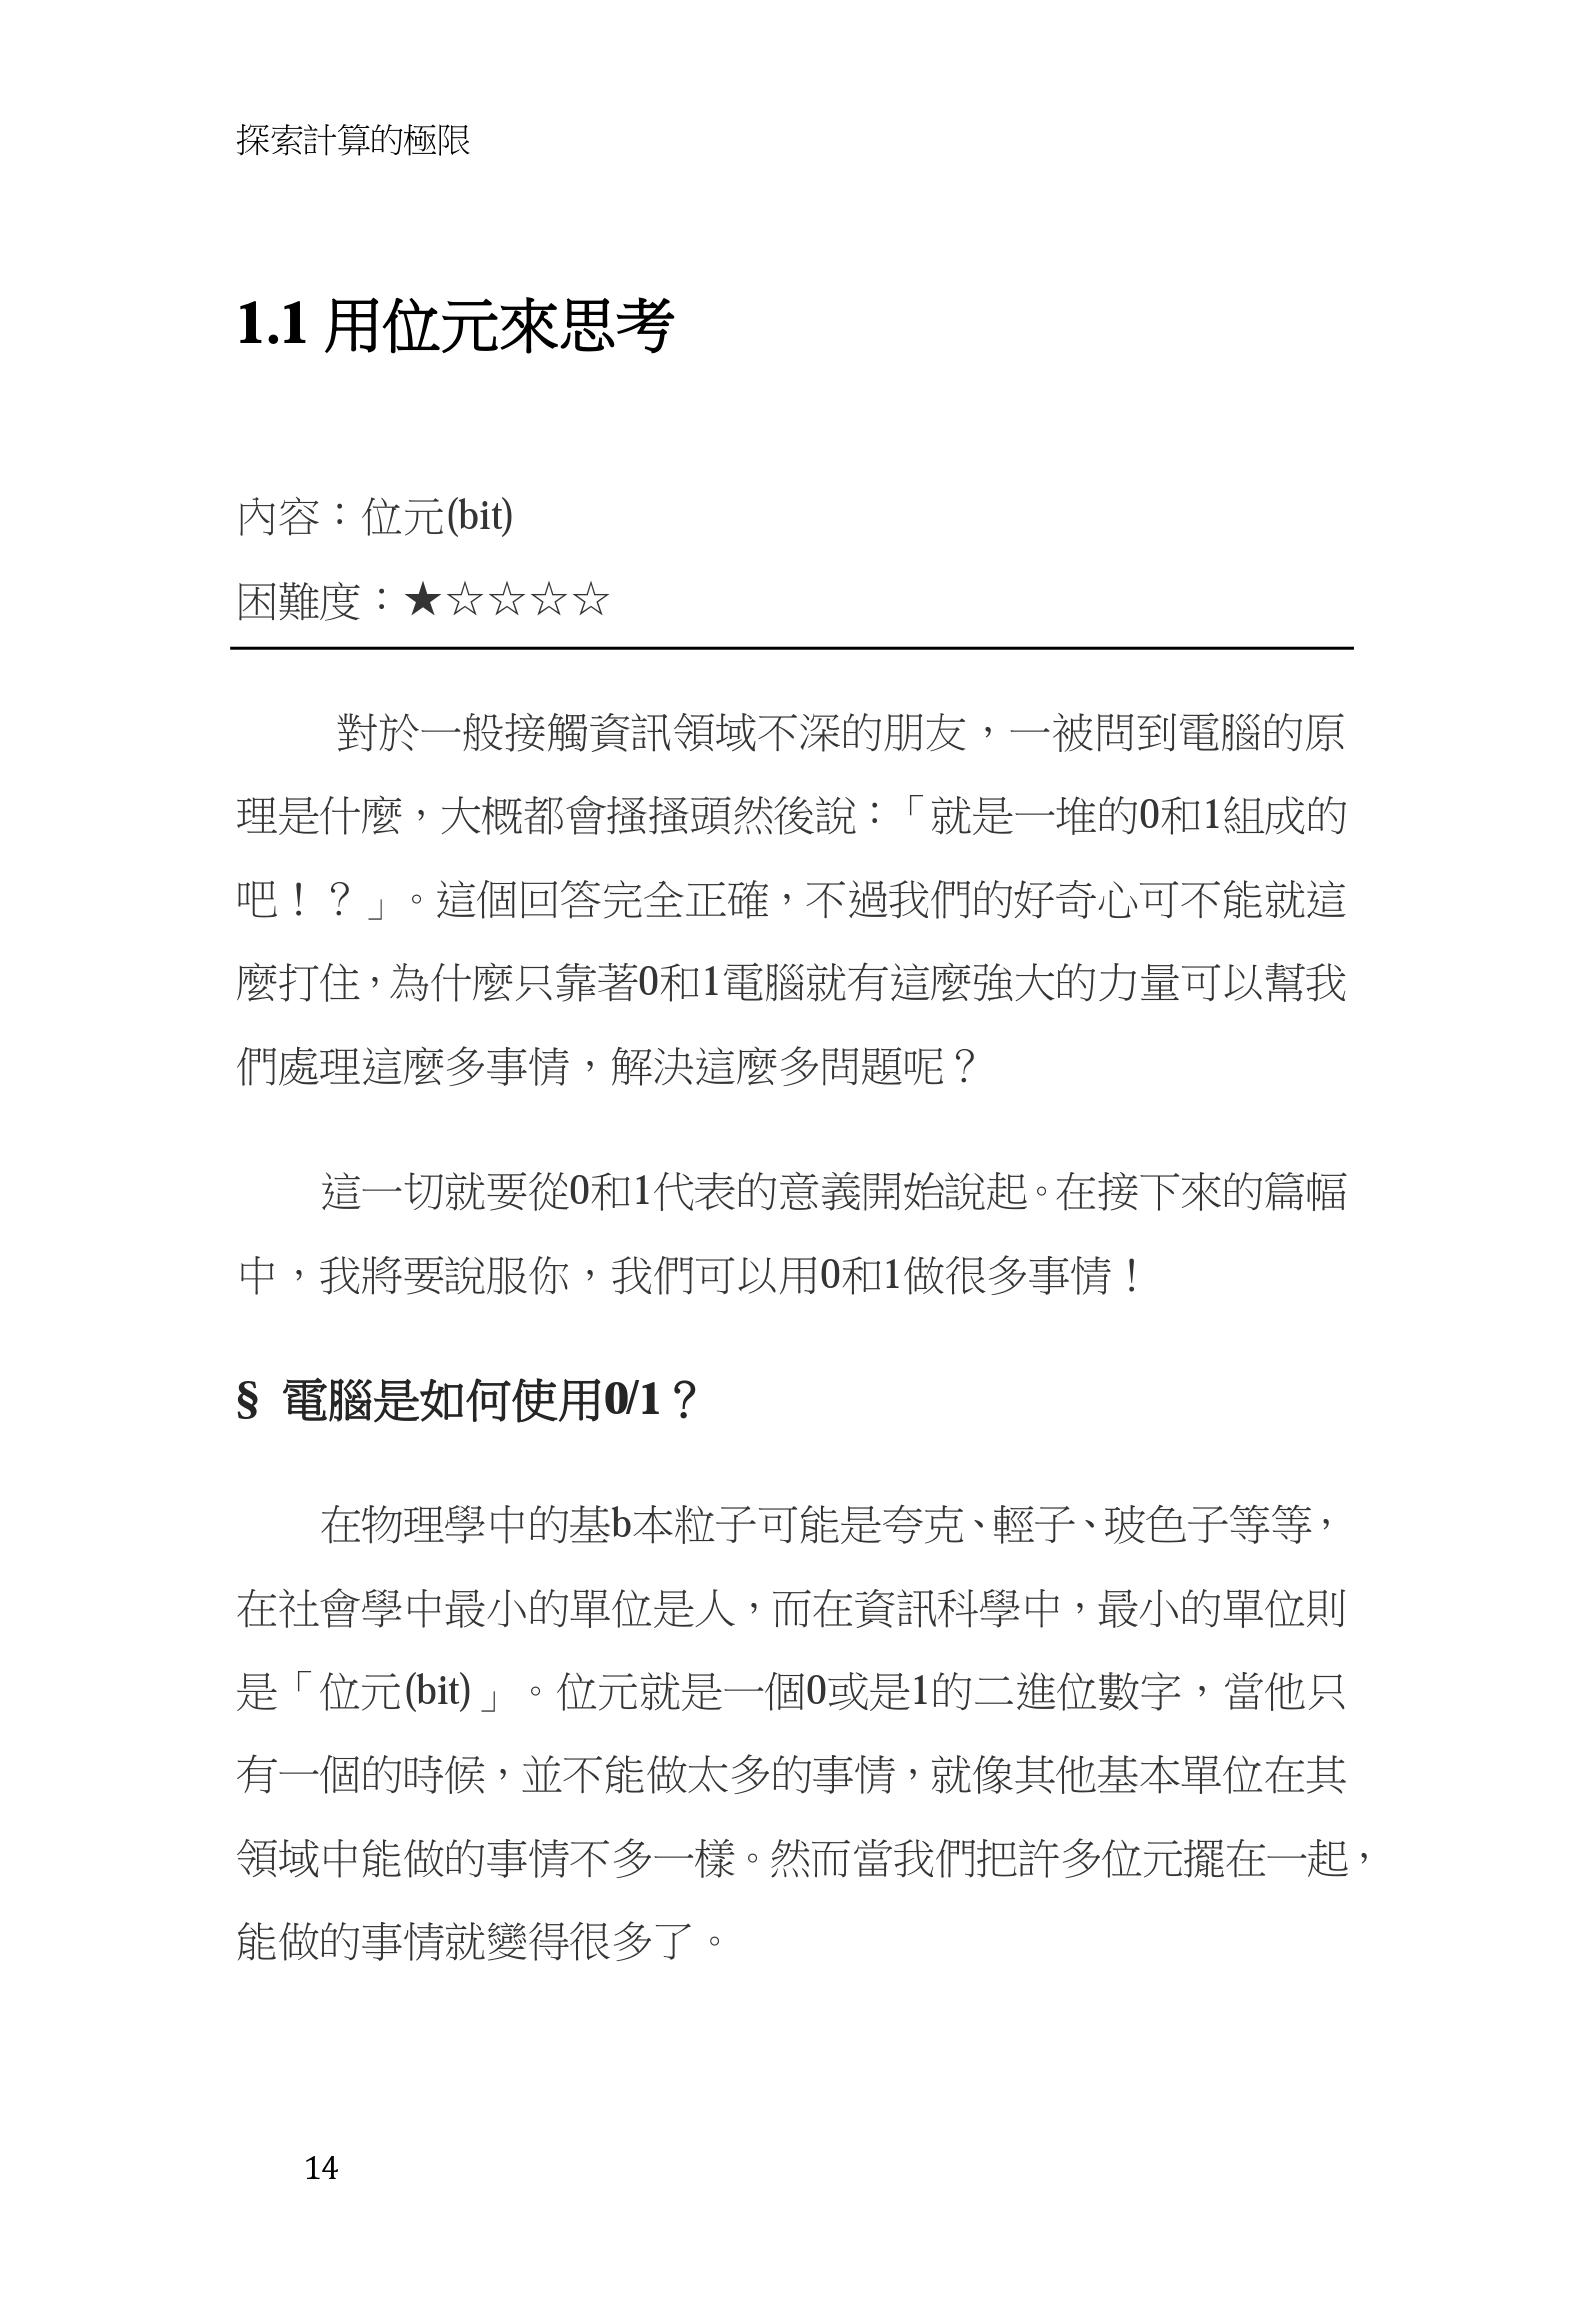 探索計算的極限
1.1 用位元來思考
內容：位元(bit)
困難度：★☆☆☆☆
對於一般接觸資訊領域不深的朋友，一被問到電腦的原
理是什麼，大概都會搔搔頭然後說：「就是一堆的0和1組成的
吧！？」。這個回答完全正確，不過我們的好奇心可不能就這
麼打住，為什麼只靠著0和1電腦就有這麼強大的力量可以幫我
們處理這麼多事情，解決這麼多問題呢？
這一切就要從0和1代表的意義開始說起。在接下來的篇幅
中，我將要說服你，我們可以用0和1做很多事情！
§ 電腦是如何使用0/1？
在物理學中的基b本粒子可能是夸克、輕子、玻色子等等，
在社會學中最小的單位是人，而在資訊科學中，最小的單位則
是「位元(bit)」。位元就是一個0或是1的二進位數字，當他只
有一個的時候，並不能做太多的事情，就像其他基本單位在其
領域中能做的事情不多一樣。然而當我們把許多位元擺在一起，
能做的事情就變得很多了。
14